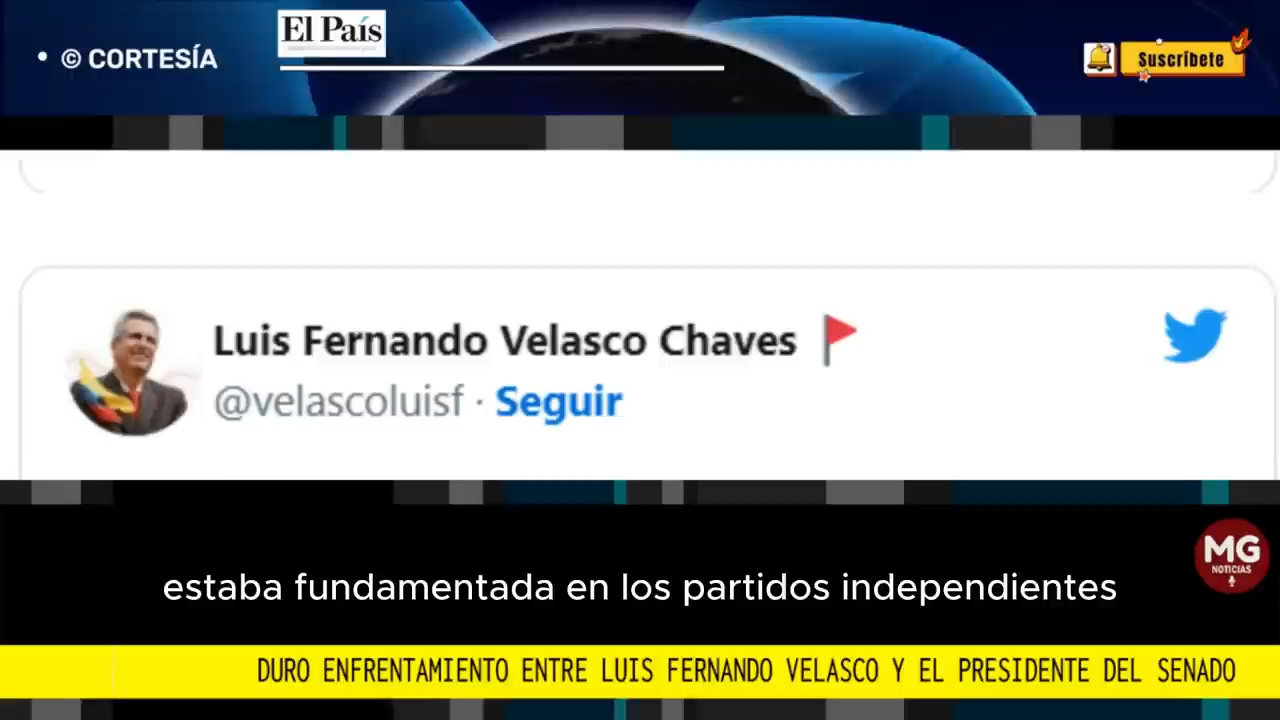 • © CORTESÍA
El País
Suscríbete
Luis Fernando Velasco Chaves
@velascoluisf · Seguir
MG
NOTICIAS
estaba fundamentada en los partidos independientes
DURO ENFRENTAMIENTO ENTRE LUIS FERNANDO VELASCO Y EL PRESIDENTE DEL SENADO